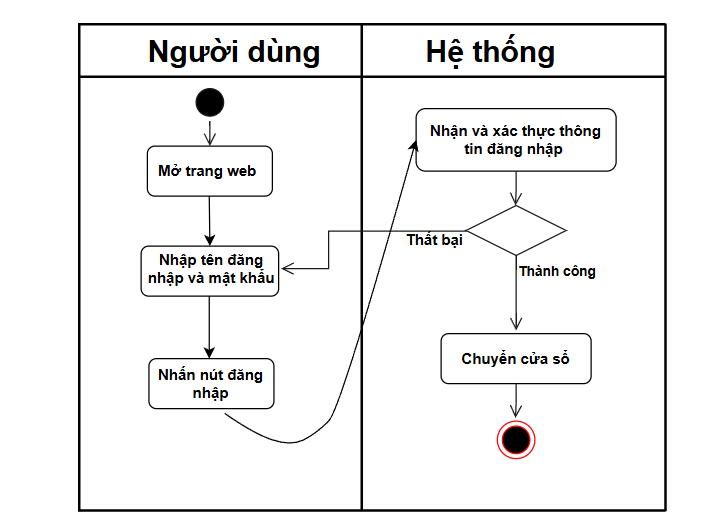 Người dùng
Hệ thống
Mở trang web
Nhập tên đăng
nhập và mật khẩu
Nhấn nút đăng
nhập
Nhận và xác thực thông
tin đăng nhập
Thất bại
Thành công
Chuyển cửa sổ